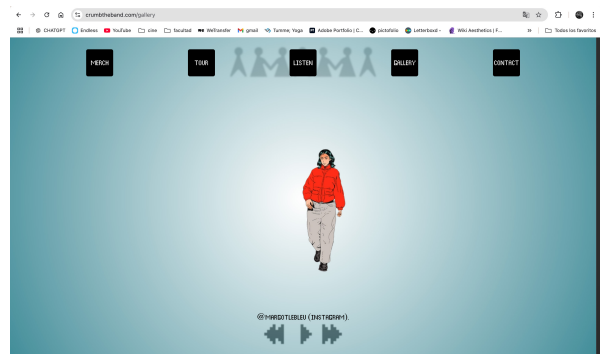 crumbtheband.com/gallery
CHATGPT Endless YouTube cine facultad WeTransfer gmail Tumme, Yoga Adobe Portfolio | C... pictofolio Letterboxd - Wiki Aesthetics | F... » Todos los favoritos
MERCH TOUR LISTEN GALLERY CONTACT
@MARGOTLEBLEU (INSTAGRAM).